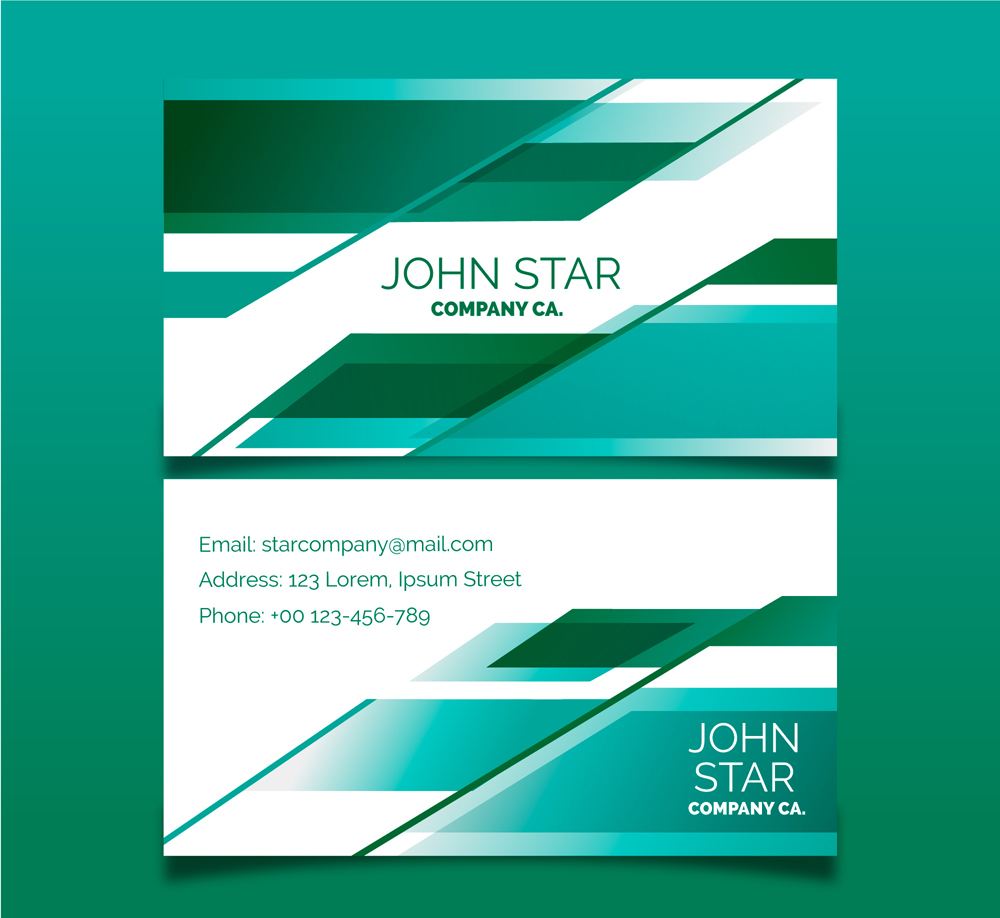 JOHN STAR
COMPANY CA.
Email: starcompany@mail.com
Address: 123 Lorem, Ipsum Street
Phone: +00 123-456-789
JOHN
STAR
COMPANY CA.